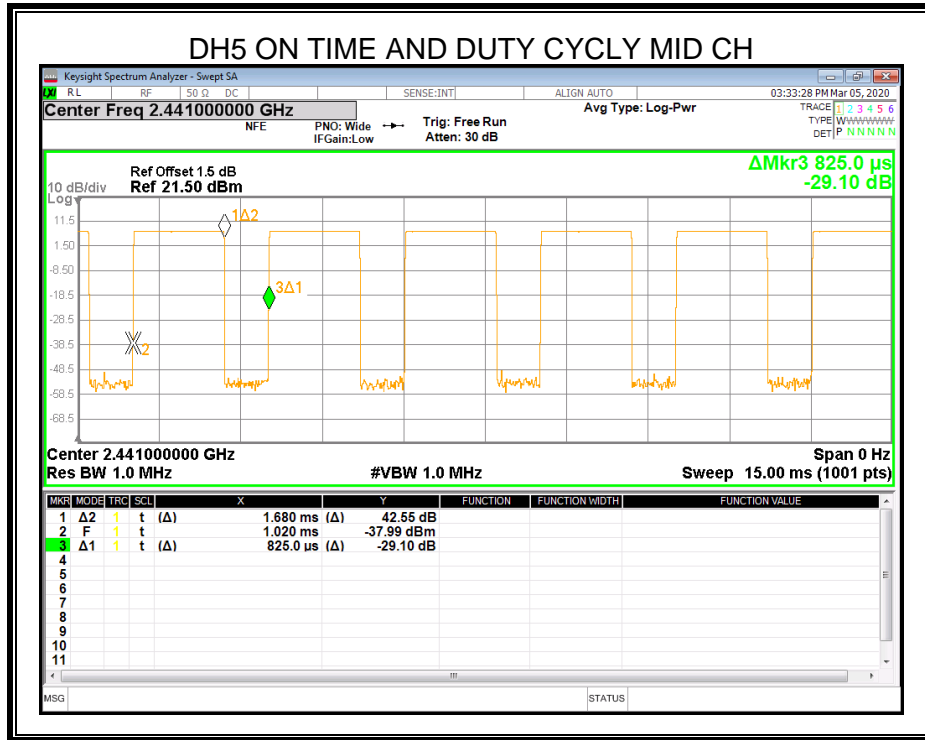 DH5 ON TIME AND DUTY CYCLY MID CH
Keysight Spectrum Analyzer - Swept SA
LXI RL RF 50 Ω DC SENSE:INT ALIGN AUTO 03:33:28 PM Mar 05, 2020
Center Freq 2.441000000 GHz Avg Type: Log-Pwr TRACE 1 2 3 4 5 6
NFE PNO: Wide Trig: Free Run TYPE WWWWWW
IFGain:Low Atten: 30 dB DET P N N N N N
ΔMkr3 825.0 µs
-29.10 dB
Ref Offset 1.5 dB
10 dB/div Ref 21.50 dBm
Log
11.5
1.50
-8.50
-18.5
-28.5
-38.5
-48.5
-58.5
-68.5
1Δ2
3Δ1
2
Center 2.441000000 GHz Span 0 Hz
Res BW 1.0 MHz #VBW 1.0 MHz Sweep 15.00 ms (1001 pts)
MKR MODE TRC SCL X Y FUNCTION FUNCTION WIDTH FUNCTION VALUE
1 Δ2 1 t (Δ) 1.680 ms (Δ) 42.55 dB
2 F 1 t 1.020 ms -37.99 dBm
3 Δ1 1 t (Δ) 825.0 µs (Δ) -29.10 dB
4
5
6
7
8
9
10
11
MSG STATUS